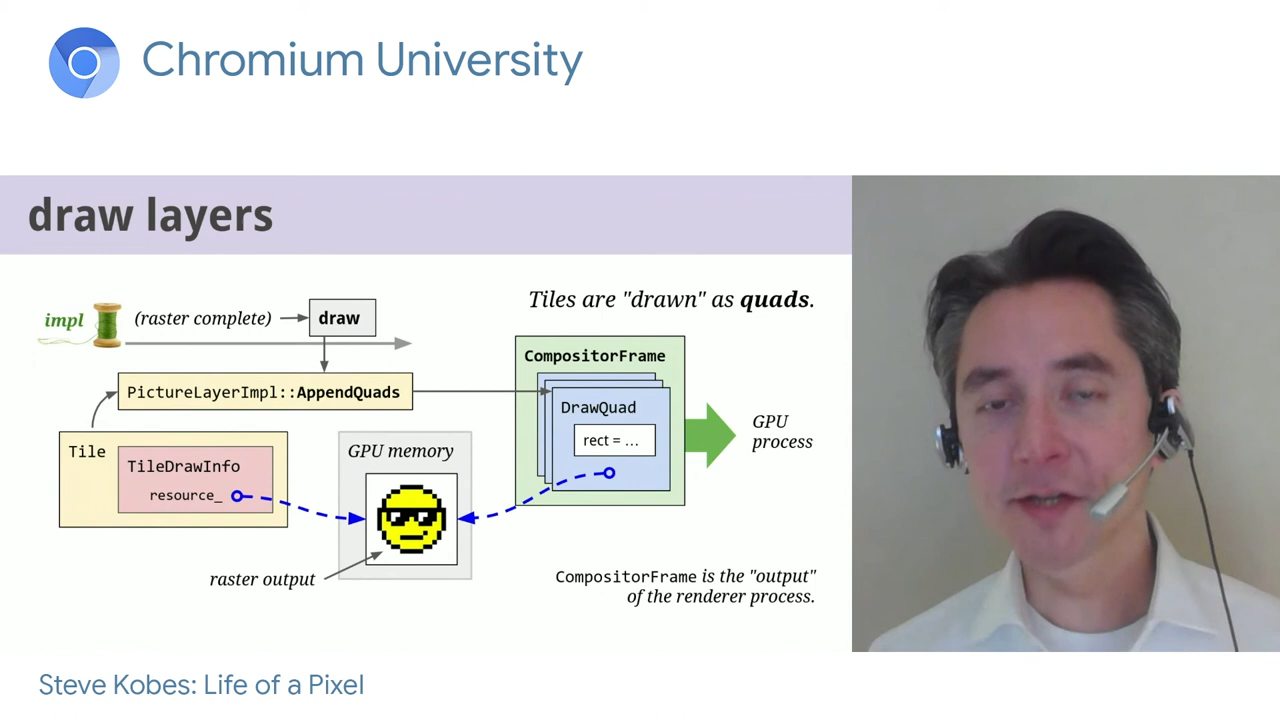 Chromium University
draw layers
impl
(raster complete)
draw
Tiles are "drawn" as quads.
PictureLayerImpl::AppendQuads
CompositorFrame
DrawQuad
rect = ...
GPU
process
Tile
TileDrawInfo
resource_
GPU memory
raster output
CompositorFrame is the "output"
of the renderer process.
Steve Kobes: Life of a Pixel